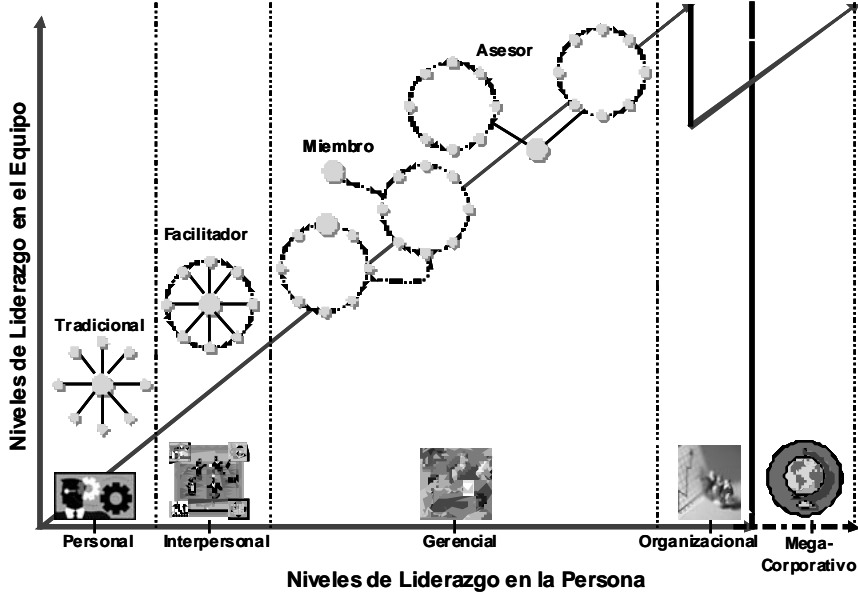 Niveles de Liderazgo en el Equipo
Asesor
Miembro
Facilitador
Tradicional
Personal
Interpersonal
Gerencial
Organizacional
Mega-
Corporativo
Niveles de Liderazgo en la Persona